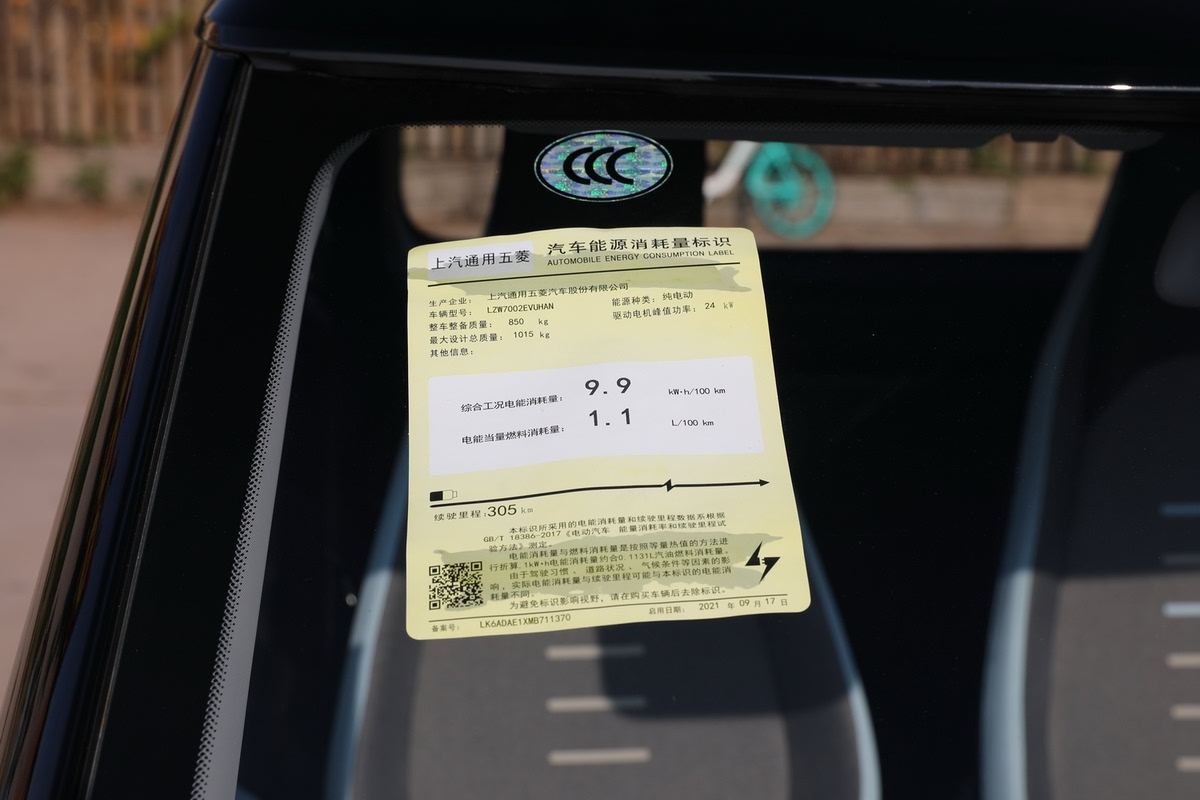 CCC
上汽通用五菱
汽车能源消耗量标识
AUTOMOBILE ENERGY CONSUMPTION LABEL
生产企业： 上汽通用五菱汽车股份有限公司
车辆型号： LZW7002EVUHAN
能源种类： 纯电动
整车整备质量： 850 kg
驱动电机峰值功率： 24 kW
最大设计总质量： 1015 kg
其他信息：
综合工况电能消耗量： 9.9 kW·h/100 km
电能当量燃料消耗量： 1.1 L/100 km
续驶里程:305 km
本标识所采用的电能消耗量和续驶里程数据系根据
GB/T 18386-2017《电动汽车 能量消耗率和续驶里程试
验方法》测定。
电能消耗量与燃料消耗量是按照等量热值的方法进
行折算，1kW·h电能消耗量约合0.1131L汽油燃料消耗量。
由于驾驶习惯、道路状况、气候条件等因素的影
响，实际电能消耗量与续驶里程可能与本标识的电能消
耗量不同。
为避免标识影响视野，请在购买车辆后去除标识。
备案号： LK6ADAE1XMB711370
启用日期： 2021 年 09 月 17 日